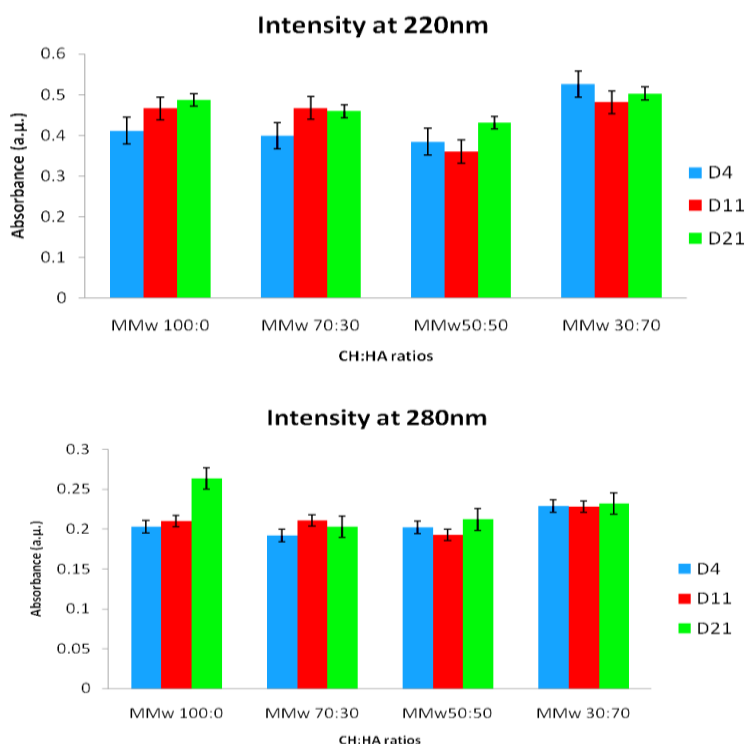 Intensity at 220nm
Absorbance (a.μ.)
0.6
0.5
0.4
0.3
0.2
0.1
0
MMw 100:0 MMw 70:30 MMw50:50 MMw 30:70
CH:HA ratios
D4
D11
D21
Intensity at 280nm
Absorbance (a.μ.)
0.3
0.25
0.2
0.15
0.1
0.05
0
MMw 100:0 MMw 70:30 MMw50:50 MMw 30:70
CH:HA ratios
D4
D11
D21